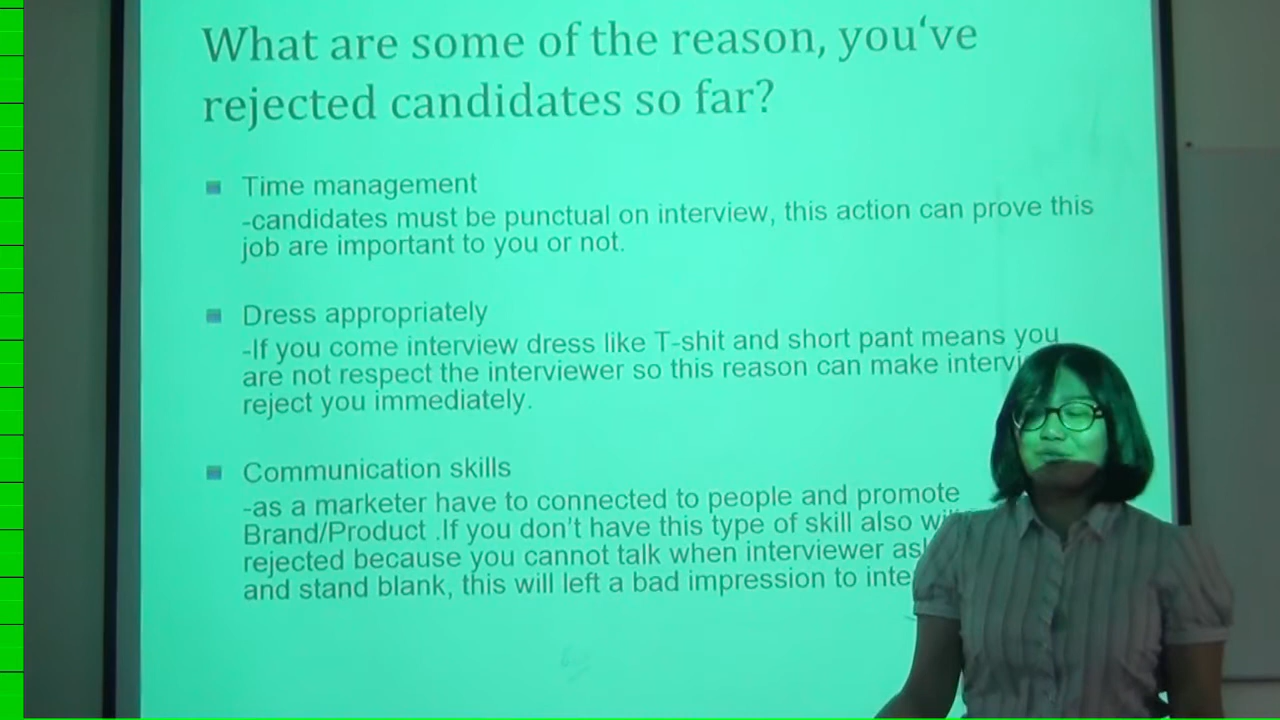 What are some of the reason, you've
rejected candidates so far?
Time management
-candidates must be punctual on interview, this action can prove this
job are important to you or not.
Dress appropriately
-If you come interview dress like T-shit and short pant means you
are not respect the interviewer so this reason can make
reject you immediately.
Communication skills
-as a marketer have to connected to people and promote
Brand/Product .If you don't have this type of skill also
rejected because you cannot talk when interviewer
and stand blank, this will left a bad impression to